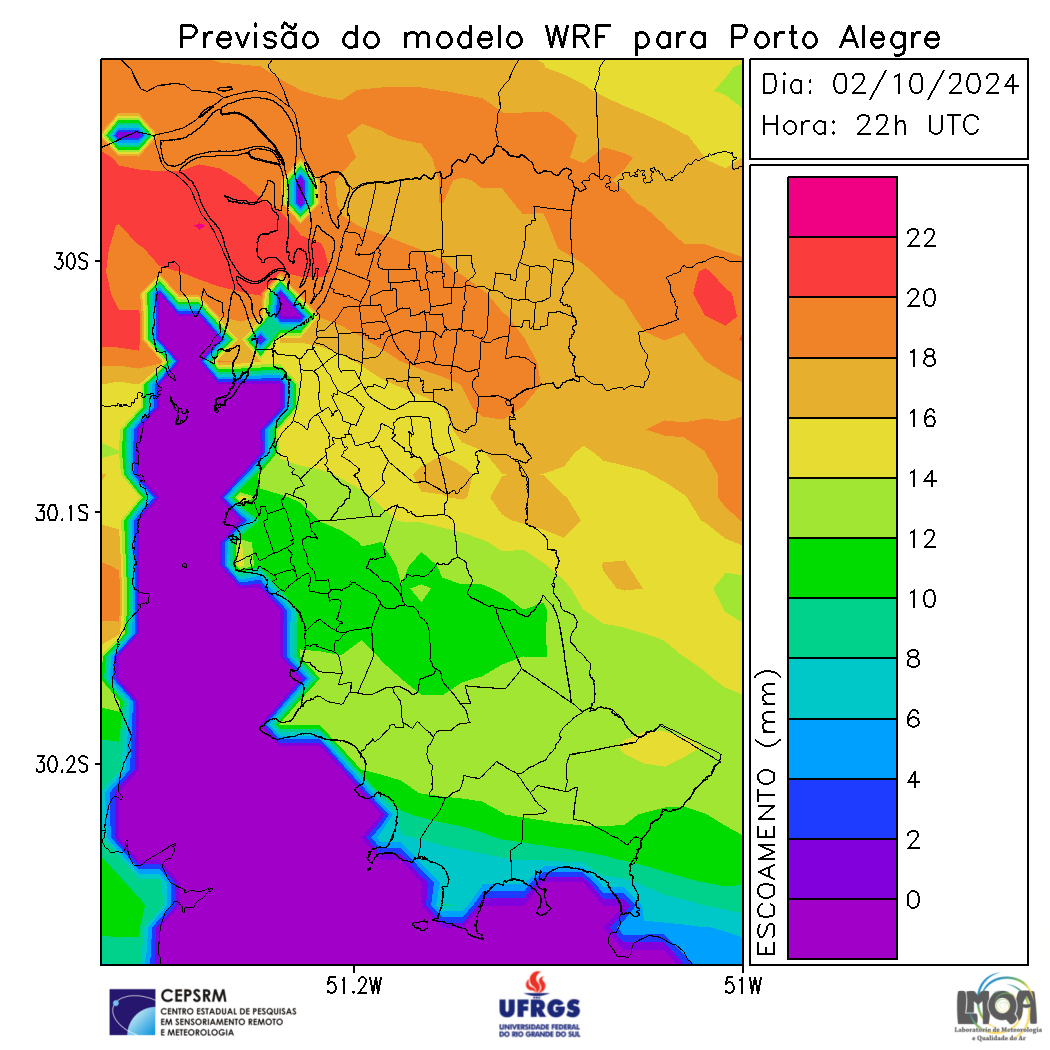 Previsão do modelo WRF para Porto Alegre
Dia: 02/10/2024
Hora: 22h UTC
30S
30.1S
30.2S
51.2W
51W
ESCOAMENTO (mm)
22
20
18
16
14
12
10
8
6
4
2
0
CEPSRM
CENTRO ESTADUAL DE PESQUISAS
EM SENSORIAMENTO REMOTO
E METEOROLOGIA
UFRGS
UNIVERSIDADE FEDERAL
DO RIO GRANDE DO SUL
LMQA
Laboratório de Meteorologia
e Qualidade do Ar